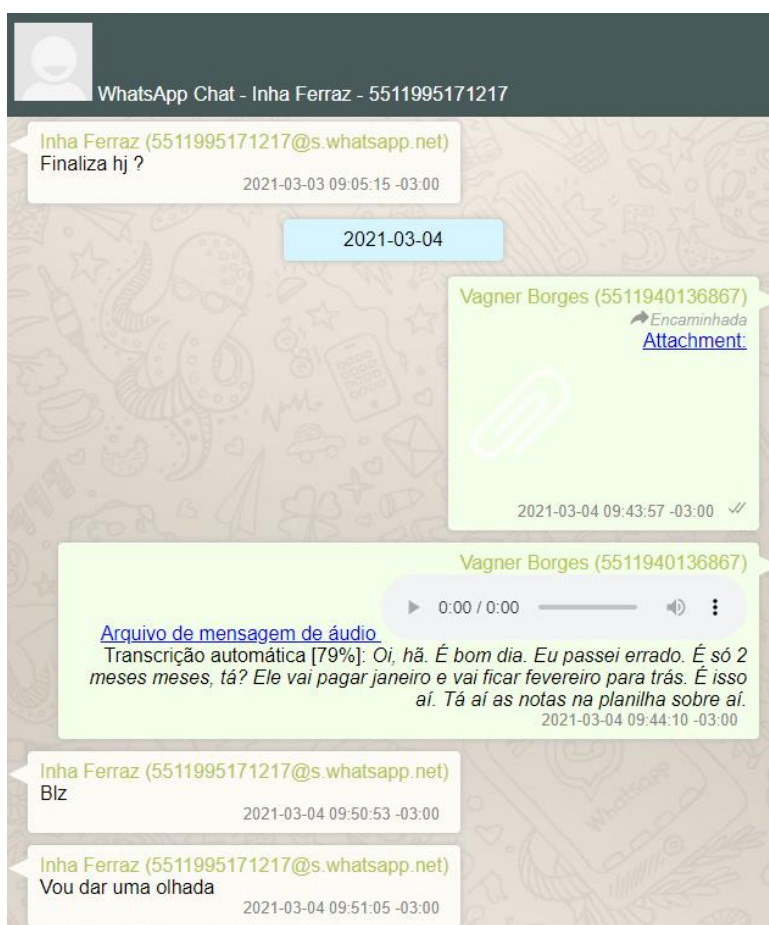 WhatsApp Chat - Inha Ferraz - 5511995171217
Inha Ferraz (5511995171217@s.whatsapp.net)
Finaliza hj ?
2021-03-03 09:05:15 -03:00
2021-03-04
Vagner Borges (5511940136867)
Encaminhada
Attachment:
2021-03-04 09:43:57 -03:00
Vagner Borges (5511940136867)
0:00 / 0:00
Arquivo de mensagem de áudio
Transcrição automática [79%]: Oi, hã. É bom dia. Eu passei errado. É só 2
meses meses, tá? Ele vai pagar janeiro e vai ficar fevereiro para trás. É isso
aí. Tá aí as notas na planilha sobre aí.
2021-03-04 09:44:10 -03:00
Inha Ferraz (5511995171217@s.whatsapp.net)
Blz
2021-03-04 09:50:53 -03:00
Inha Ferraz (5511995171217@s.whatsapp.net)
Vou dar uma olhada
2021-03-04 09:51:05 -03:00